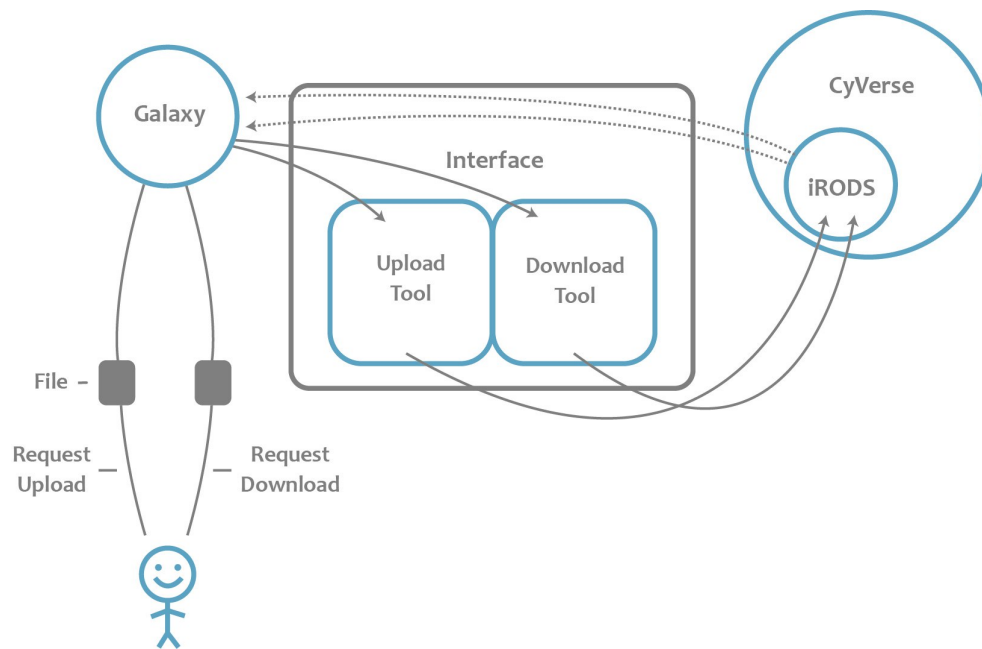 CyVerse
Galaxy
Interface
iRODS
Upload
Tool
Download
Tool
File
Request
Upload
Request
Download